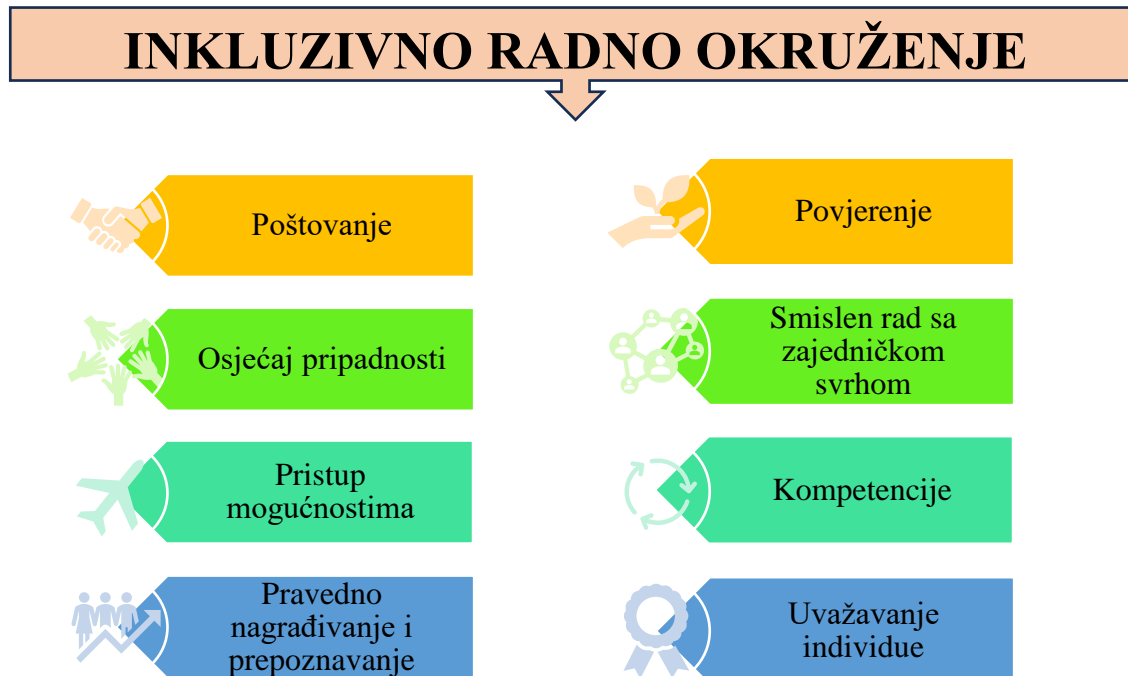 INKLUZIVNO RADNO OKRUŽENJE
Poštovanje
Povjerenje
Osjećaj pripadnosti
Smislen rad sa
zajedničkom
svrhom
Pristup
mogućnostima
Kompetencije
Pravedno
nagrađivanje i
prepoznavanje
Uvažavanje
individue